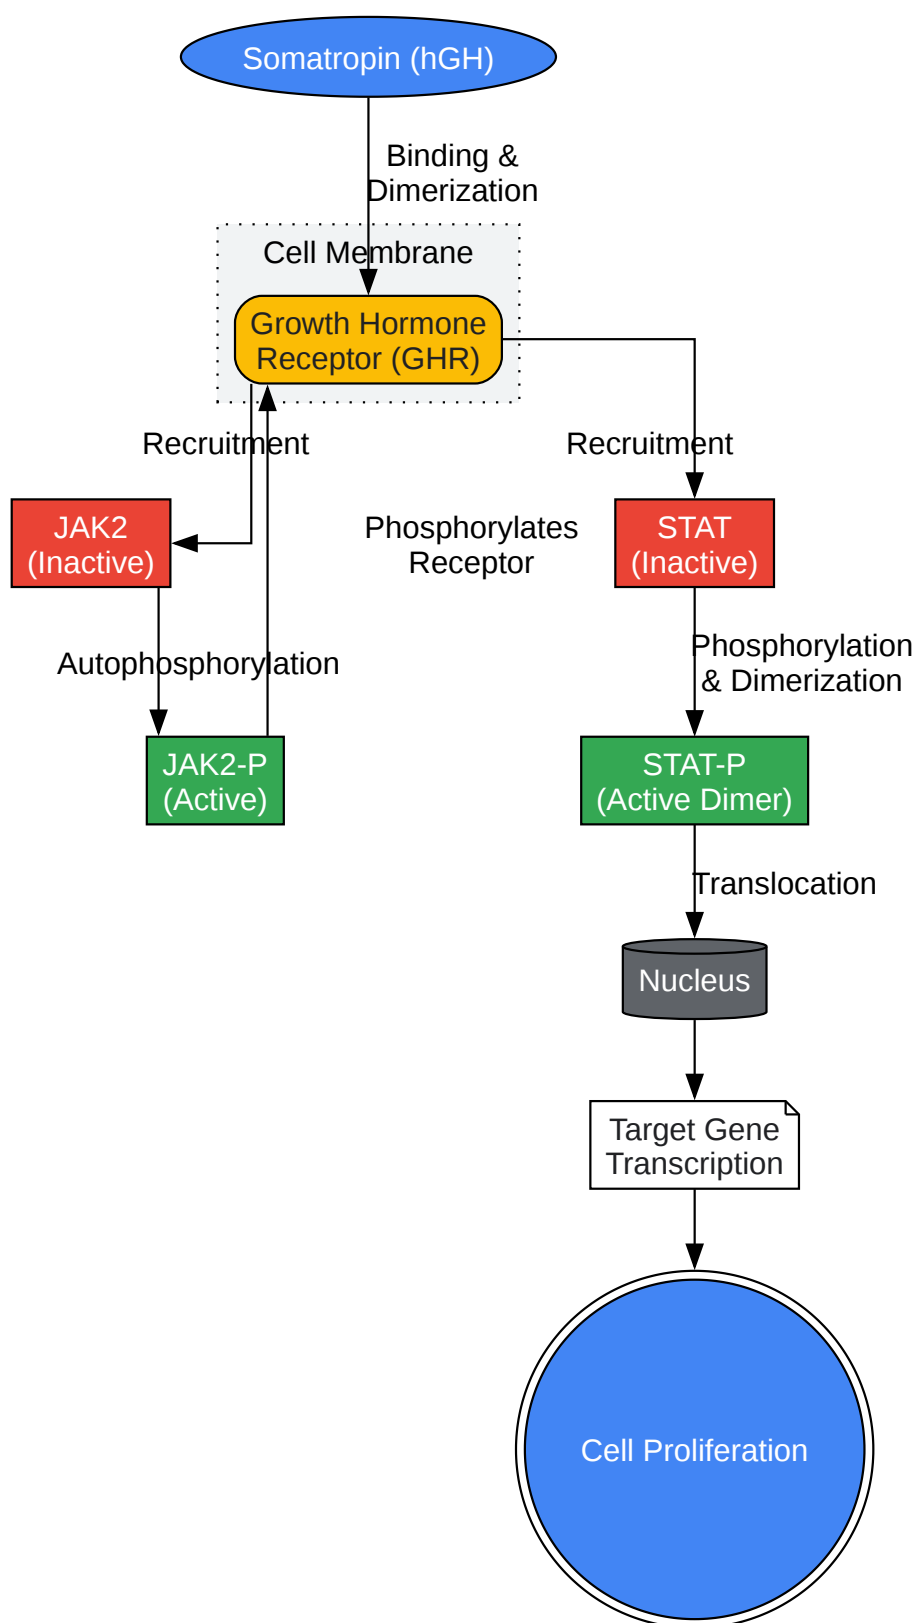 Somatropin (hGH)
Binding &
Dimerization
Cell Membrane
Growth Hormone
Receptor (GHR)
Recruitment
Recruitment
JAK2
(Inactive)
Phosphorylates
Receptor
STAT
(Inactive)
Autophosphorylation
Phosphorylation
& Dimerization
JAK2-P
(Active)
STAT-P
(Active Dimer)
Translocation
Nucleus
Target Gene
Transcription
Cell Proliferation